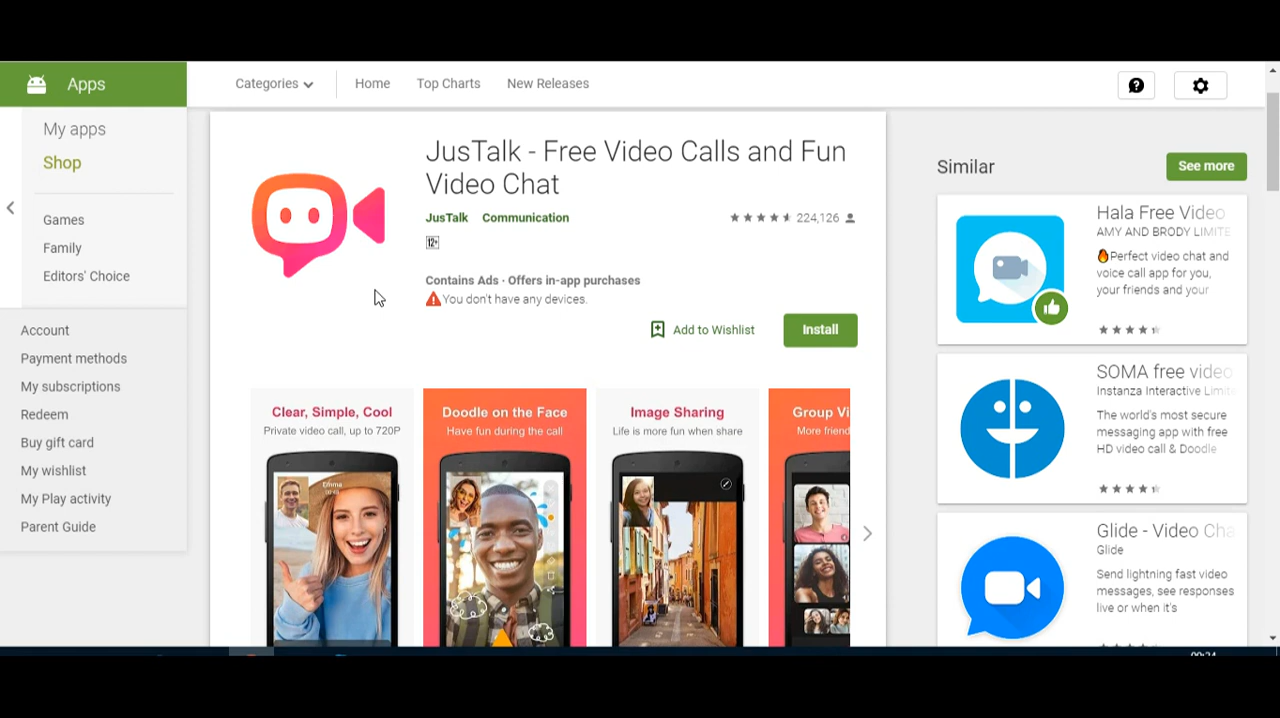 Apps
Categories
Home
Top Charts
New Releases
My apps
Shop
Games
Family
Editors' Choice
Account
Payment methods
My subscriptions
Redeem
Buy gift card
My wishlist
My Play activity
Parent Guide
JusTalk - Free Video Calls and Fun
Video Chat
JusTalk Communication
224,126
12+
Contains Ads · Offers in-app purchases
You don't have any devices.
Add to Wishlist
Install
Clear, Simple, Cool
Private video call, up to 720P
Emma
Doodle on the Face
Have fun during the call
Image Sharing
Life is more fun when share
Group Vi
More friend
Similar
See more
Hala Free Video
AMY AND BRODY LIMITE
🔥Perfect video chat and
voice call app for you,
your friends and your
SOMA free video
Instanza Interactive Limite
The world's most secure
messaging app with free
HD video call & Doodle
Glide - Video Cha
Glide
Send lightning fast video
messages, see responses
live or when it's